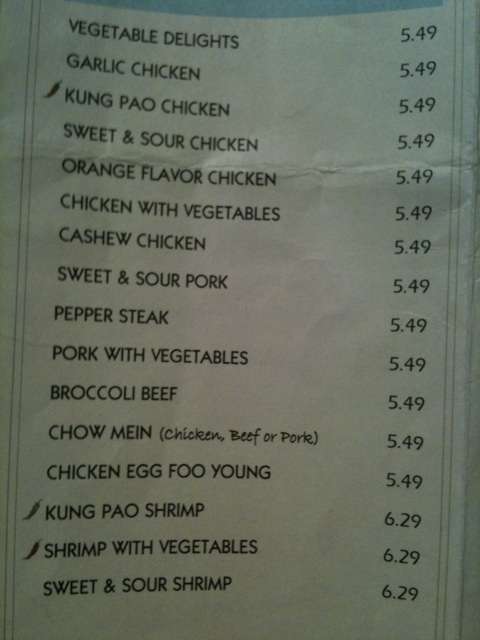 VEGETABLE DELIGHTS 5.49
GARLIC CHICKEN 5.49
KUNG PAO CHICKEN 5.49
SWEET & SOUR CHICKEN 5.49
ORANGE FLAVOR CHICKEN 5.49
CHICKEN WITH VEGETABLES 5.49
CASHEW CHICKEN 5.49
SWEET & SOUR PORK 5.49
PEPPER STEAK 5.49
PORK WITH VEGETABLES 5.49
BROCCOLI BEEF 5.49
CHOW MEIN (Chicken, Beef or Pork) 5.49
CHICKEN EGG FOO YOUNG 5.49
KUNG PAO SHRIMP 6.29
SHRIMP WITH VEGETABLES 6.29
SWEET & SOUR SHRIMP 6.29